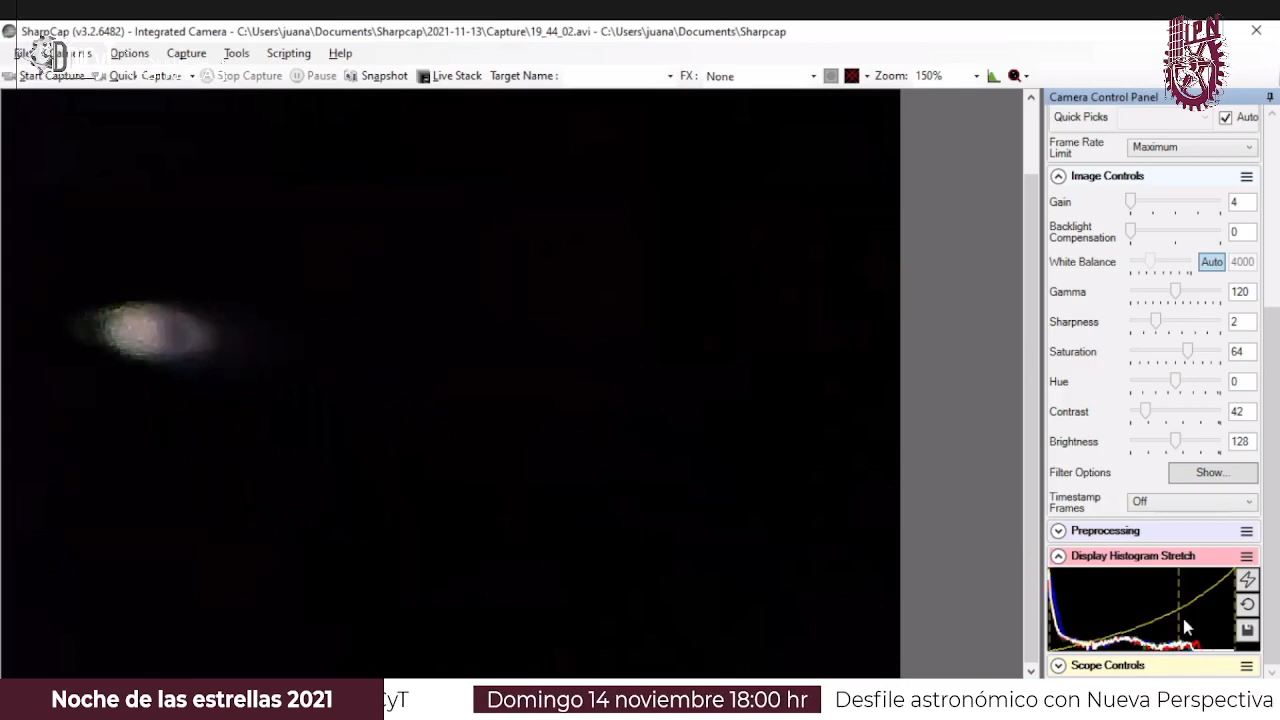 SharpCap (v3.2.6482) - Integrated Camera - C:\Users\juana\Documents\Sharpcap\2021-11-13\Capture\19_44_02.avi - C:\Users\juana\Documents\Sharpcap
IPN
Options Capture Tools Scripting Help
Start Capture Quick Capture Stop Capture Pause Snapshot Live Stack Target Name : FX : None Zoom: 150%
Camera Control Panel
Quick Picks Auto
Frame Rate Limit Maximum
Image Controls
Gain 4
Backlight Compensation 0
White Balance Auto 4000
Gamma 120
Sharpness 2
Saturation 64
Hue 0
Contrast 42
Brightness 128
Filter Options Show...
Timestamp Frames Off
Preprocessing
Display Histogram Stretch
Scope Controls
Noche de las estrellas 2021 Domingo 14 noviembre 18:00 hr Desfile astronómico con Nueva Perspectiva